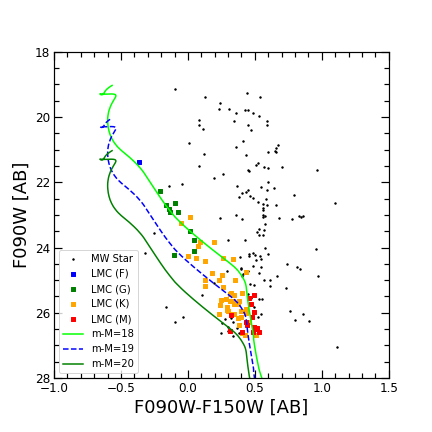 18
20
22
24
26
28
F090W [AB]
MW Star
LMC (F)
LMC (G)
LMC (K)
LMC (M)
m-M=18
m-M=19
m-M=20
−1.0 −0.5 0.0 0.5 1.0 1.5
F090W-F150W [AB]